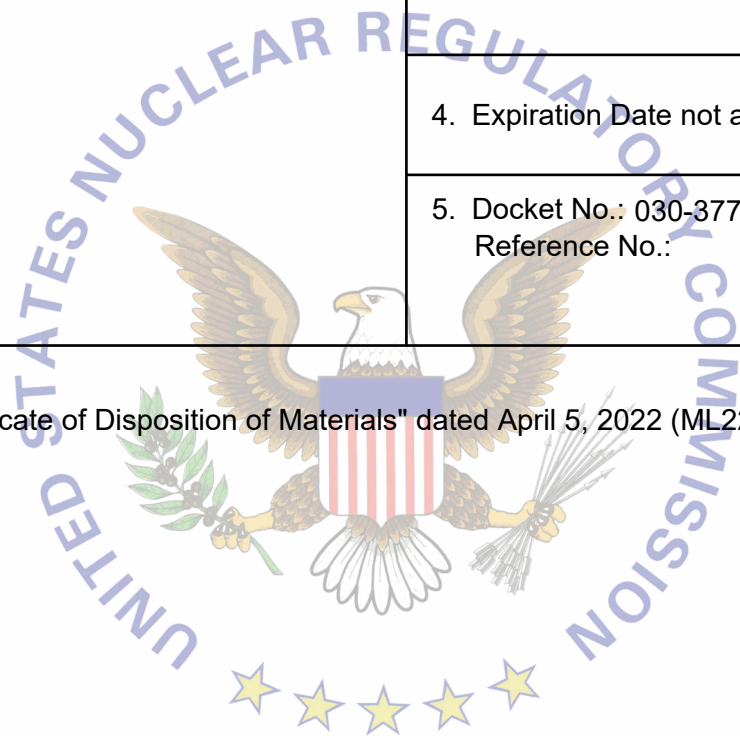 UNITED STATES NUCLEAR REGULATORY COMMISSION
4. Expiration Date not a
5. Docket No.: 030-377
Reference No.:
cate of Disposition of Materials" dated April 5, 2022 (ML22